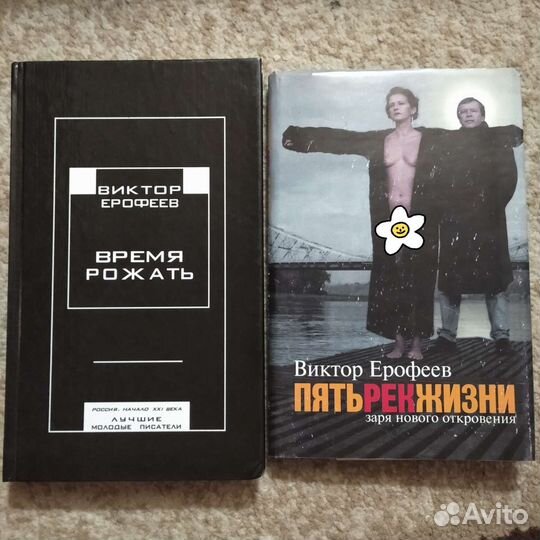 ВИКТОР
ЕРОФЕЕВ
ВРЕМЯ
РОЖАТЬ
РОССИЯ. НАЧАЛО XXI ВЕКА
ЛУЧШИЕ
МОЛОДЫЕ ПИСАТЕЛИ
Виктор Ерофеев
ПЯТЬРЕКЖИЗНИ
заря нового откровения
Avito